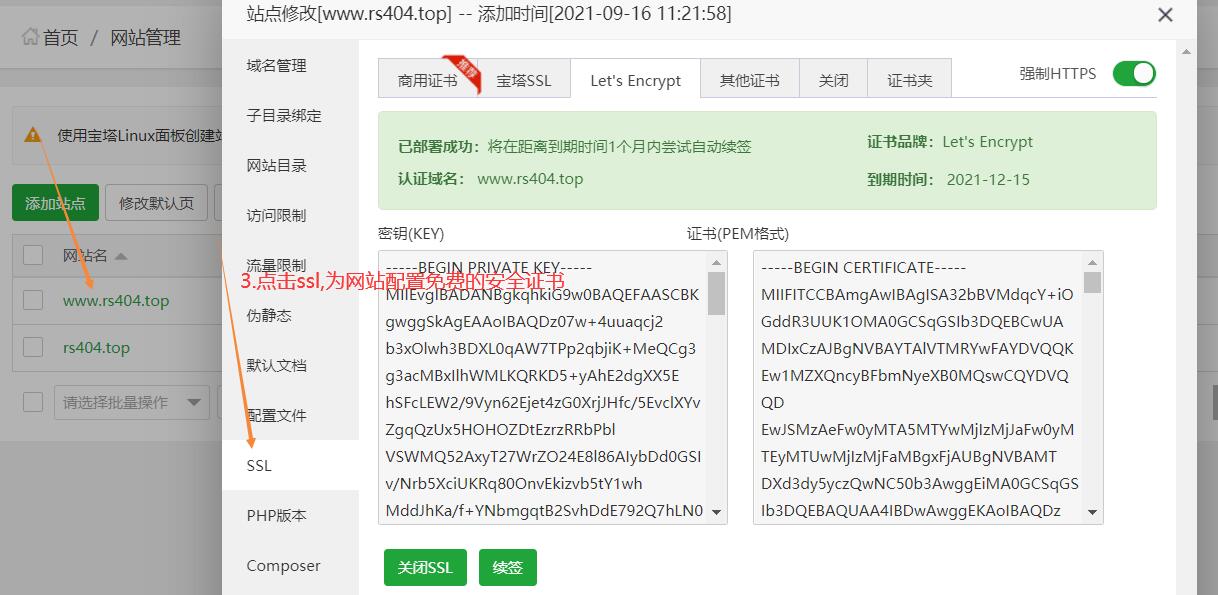 站点修改[www.rs404.top] -- 添加时间[2021-09-16 11:21:58]
首页 / 网站管理
使用宝塔Linux面板创建
添加站点
修改默认页
网站名
www.rs404.top
rs404.top
请选择批量操作
域名管理
子目录绑定
网站目录
访问限制
流量限制
伪静态
默认文档
配置文件
SSL
PHP版本
Composer
商用证书
推荐
宝塔SSL
Let's Encrypt
其他证书
关闭
证书夹
强制HTTPS
已部署成功：将在距离到期时间1个月内尝试自动续签
证书品牌：Let's Encrypt
认证域名： www.rs404.top
到期时间： 2021-12-15
密钥(KEY)
证书(PEM格式)
3.点击ssl,为网站配置免费的安全证书
-----BEGIN PRIVATE KEY-----
MIIEvgIBADANBgkqhkiG9w0BAQEFAASCBK
gwggSkAgEAAoIBAQDz07w+4uuaqcj2
b3xOlwh3BDXL0qAW7TPp2qbjiK+MeQCg3
g3acMBxIlhWMLKQRKD5+yAhE2dgXX5E
hSFcLEW2/9Vyn62Ejet4zG0XrjJHfc/5EvclXYv
ZgqQzUx5HOHOZDtEzrzRRbPbl
VSWMQ52AxyT27WrZO24E8l86AIybDd0GSI
v/Nrb5XciUKRq80OnvEkizvb5tY1wh
MddJhKa/f+YNbmgqtB2SvhDdE792Q7hLN0
-----BEGIN CERTIFICATE-----
MIIFITCCBAmgAwIBAgISA32bBVMdqcY+iO
GddR3UUK1OMA0GCSqGSIb3DQEBCwUA
MDIxCzAJBgNVBAYTAlVTMRYwFAYDVQQK
Ew1MZXQncyBFbmNyeXB0MQswCQYDVQ
QD
EwJSMzAeFw0yMTA5MTYwMjIzMjJaFw0yM
TEyMTUwMjIzMjFaMBgxFjAUBgNVBAMT
DXd3dy5yczQwNC50b3AwggEiMA0GCSqGS
Ib3DQEBAQUAA4IBDwAwggEKAoIBAQDz
关闭SSL
续签